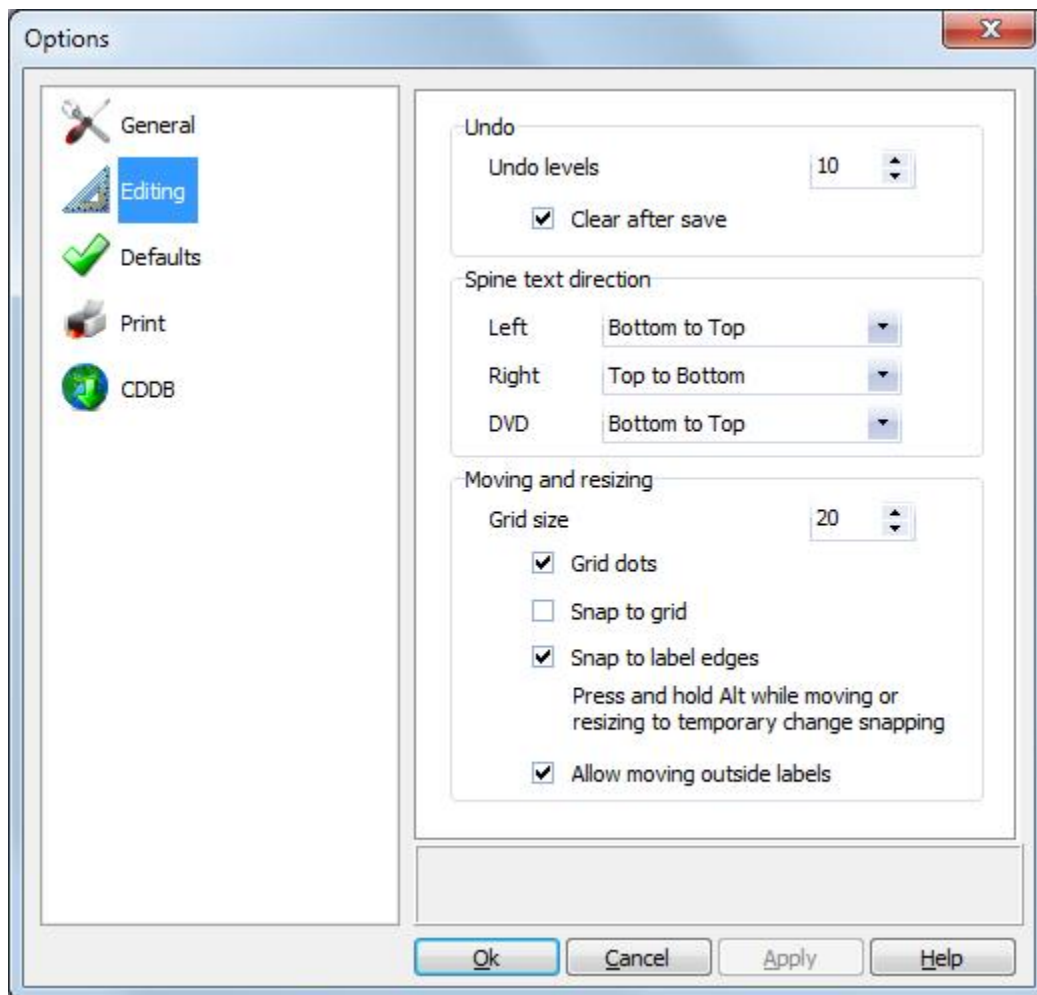 Options
General
Editing
Defaults
Print
CDDB
Undo
Undo levels 10
Clear after save
Spine text direction
Left Bottom to Top
Right Top to Bottom
DVD Bottom to Top
Moving and resizing
Grid size 20
Grid dots
Snap to grid
Snap to label edges
Press and hold Alt while moving or
resizing to temporary change snapping
Allow moving outside labels
Ok Cancel Apply Help